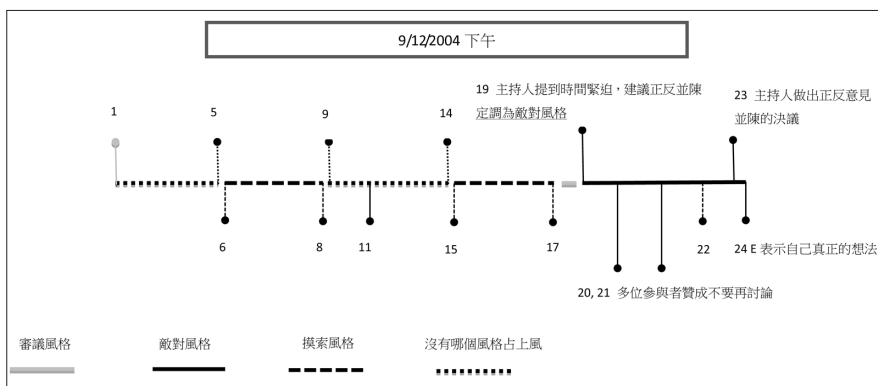 9/12/2004 下午
19 主持人提到時間緊迫，建議正反並陳
定調為敵對風格
23 主持人做出正反意見
並陳的決議
1
5
9
14
6
8
11
15
17
22
24 E 表示自己真正的想法
20, 21 多位參與者贊成不要再討論
審議風格
敵對風格
摸索風格
沒有哪個風格占上風